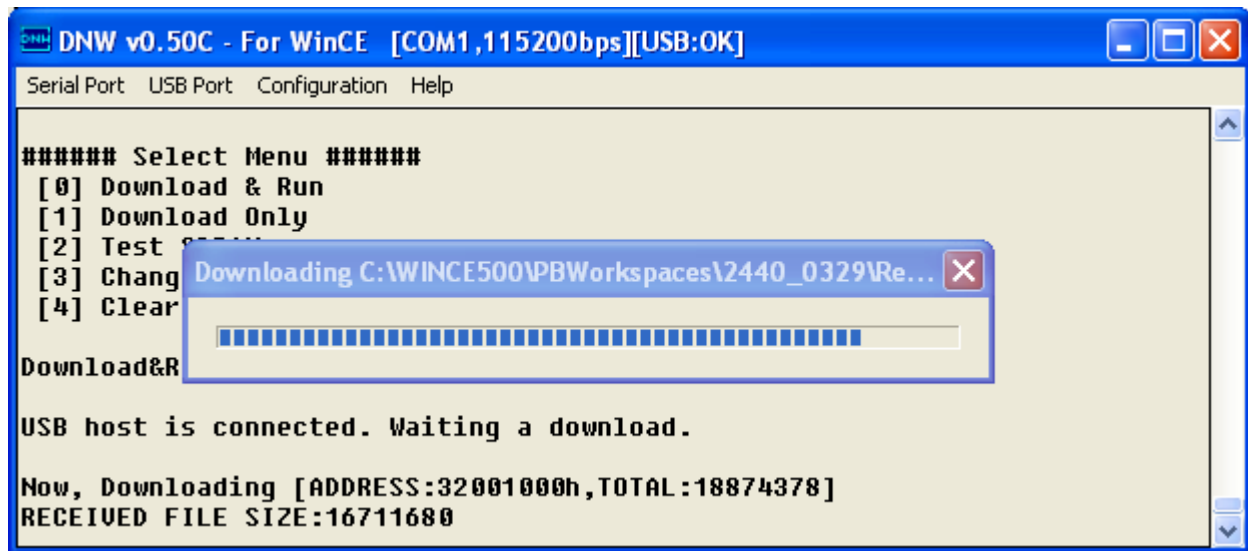 DNW v0.50C - For WinCE [COM1,115200bps][USB:OK]
Serial Port USB Port Configuration Help
###### Select Menu ######
[0] Download & Run
[1] Download Only
[2] Test
[3] Chang
[4] Clear
Downloading C:\WINCE500\PBWorkspaces\2440_0329\Re...
Download&R
USB host is connected. Waiting a download.
Now, Downloading [ADDRESS:32001000h,TOTAL:18874378]
RECEIVED FILE SIZE:16711680